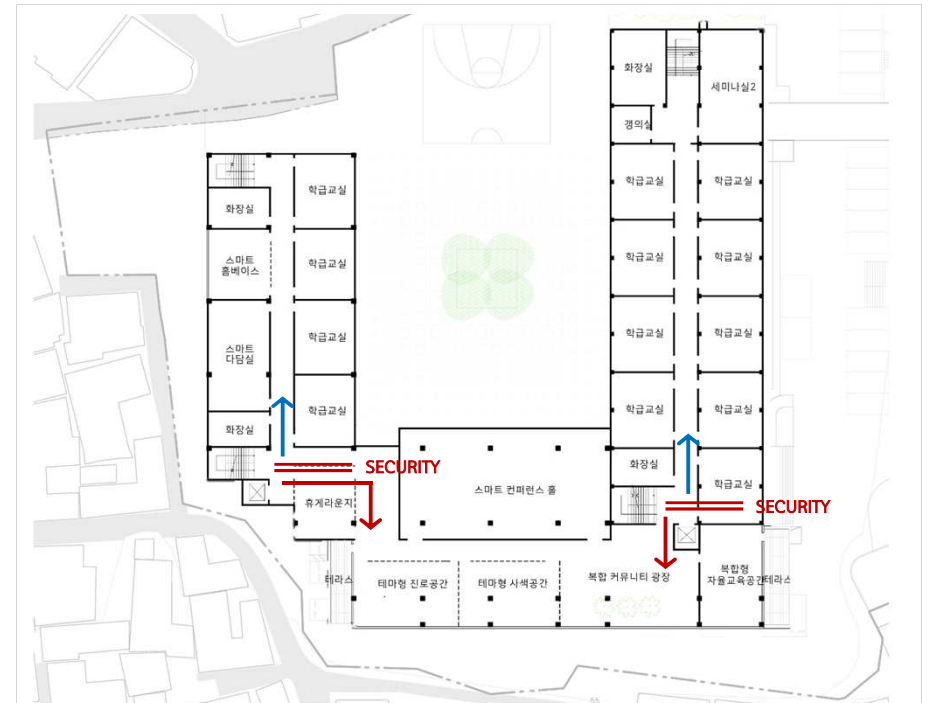 화장실
세미나실2
갱의실
학급교실
학급교실
학급교실
화장실
스마트
홈베이스
학급교실
학급교실
학급교실
스마트
다담실
학급교실
학급교실
학급교실
화장실
학급교실
학급교실
학급교실
SECURITY
휴게라운지
스마트 컨퍼런스 홀
화장실
학급교실
SECURITY
테라스
테마형 진로공간
테마형 사색공간
복합 커뮤니티 광장
복합형
자율교육공간
테라스